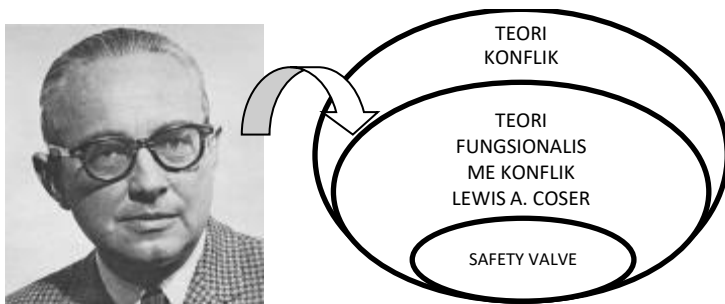 TEORI
KONFLIK
TEORI
FUNGSIONALIS
ME KONFLIK
LEWIS A. COSER
SAFETY VALVE